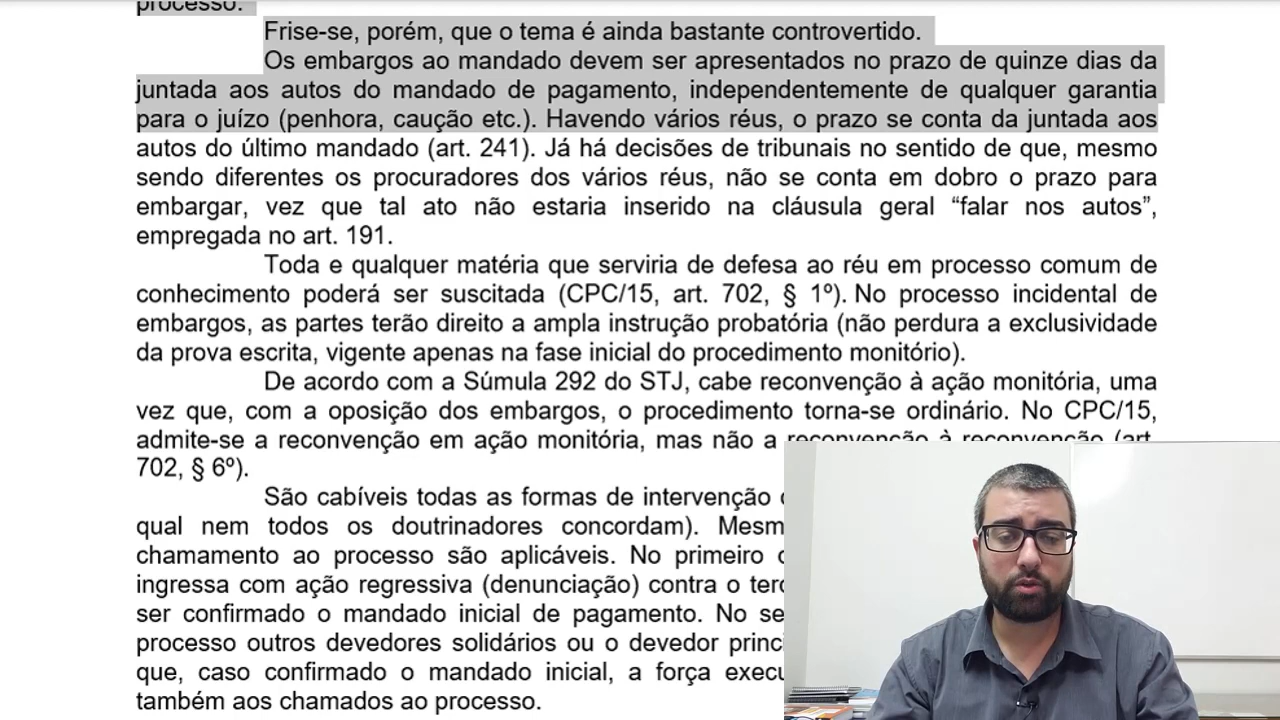 processo.
Frise-se, porém, que o tema é ainda bastante controvertido.
Os embargos ao mandado devem ser apresentados no prazo de quinze dias da
juntada aos autos do mandado de pagamento, independentemente de qualquer garantia
para o juízo (penhora, caução etc.). Havendo vários réus, o prazo se conta da juntada aos
autos do último mandado (art. 241). Já há decisões de tribunais no sentido de que, mesmo
sendo diferentes os procuradores dos vários réus, não se conta em dobro o prazo para
embargar, vez que tal ato não estaria inserido na cláusula geral “falar nos autos”,
empregada no art. 191.
Toda e qualquer matéria que serviria de defesa ao réu em processo comum de
conhecimento poderá ser suscitada (CPC/15, art. 702, § 1º). No processo incidental de
embargos, as partes terão direito a ampla instrução probatória (não perdura a exclusividade
da prova escrita, vigente apenas na fase inicial do procedimento monitório).
De acordo com a Súmula 292 do STJ, cabe reconvenção à ação monitória, uma
vez que, com a oposição dos embargos, o procedimento torna-se ordinário. No CPC/15,
admite-se a reconvenção em ação monitória, mas não a reconvenção à reconvenção (art.
702, § 6º).
São cabíveis todas as formas de intervenção
qual nem todos os doutrinadores concordam).
chamamento ao processo são aplicáveis. No primeiro
ingressa com ação regressiva (denunciação) contra o
ser confirmado o mandado inicial de pagamento. No
processo outros devedores solidários ou o devedor
que, caso confirmado o mandado inicial, a força
também aos chamados ao processo.